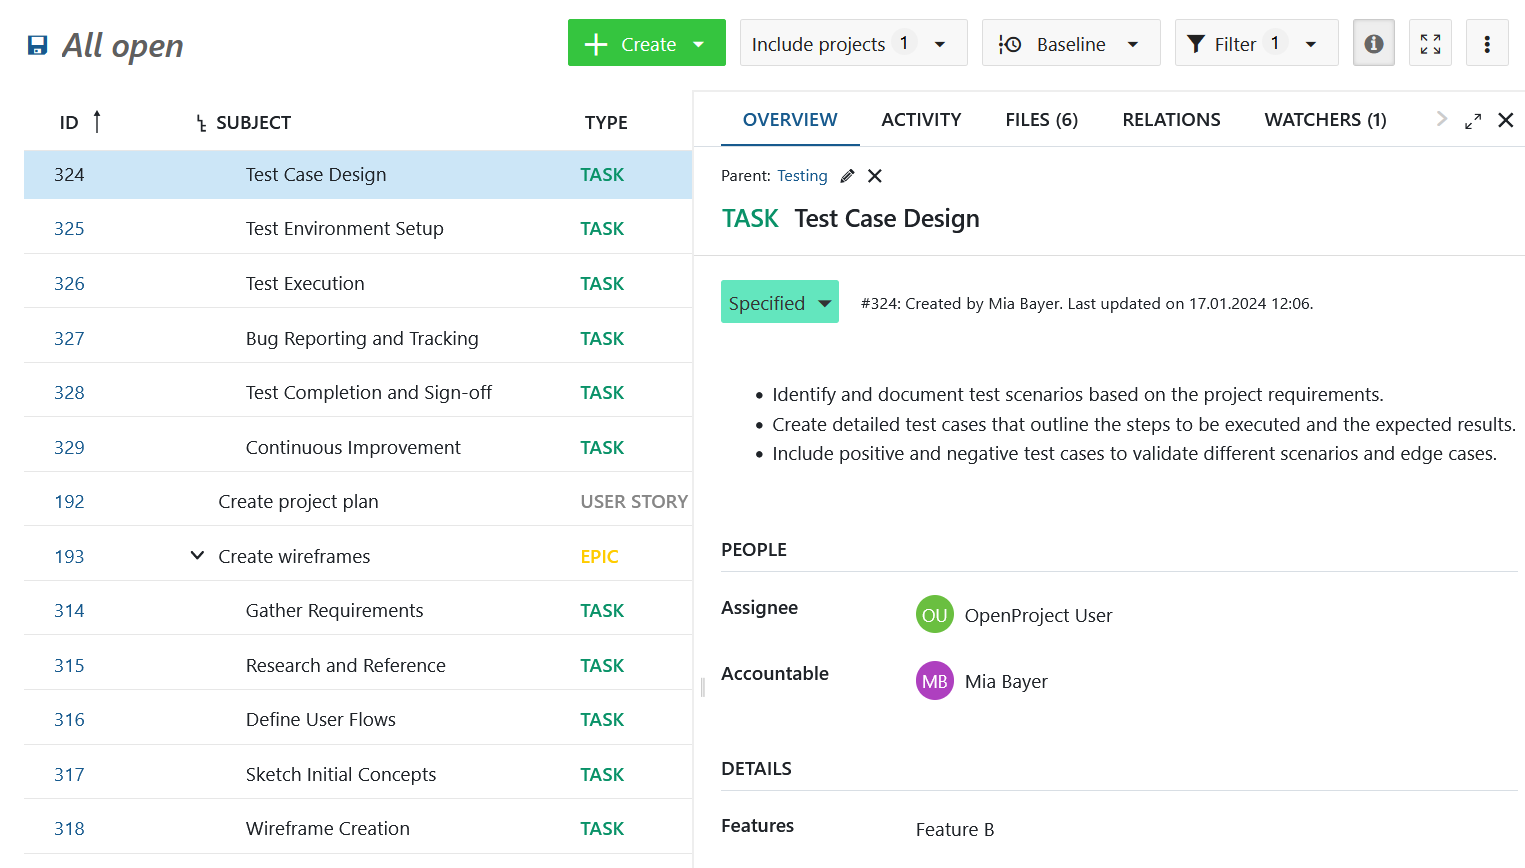 All open
Create
Include projects 1
Baseline
Filter 1
ID SUBJECT TYPE
324 Test Case Design TASK
325 Test Environment Setup TASK
326 Test Execution TASK
327 Bug Reporting and Tracking TASK
328 Test Completion and Sign-off TASK
329 Continuous Improvement TASK
192 Create project plan USER STORY
193 Create wireframes EPIC
314 Gather Requirements TASK
315 Research and Reference TASK
316 Define User Flows TASK
317 Sketch Initial Concepts TASK
318 Wireframe Creation TASK
OVERVIEW ACTIVITY FILES (6) RELATIONS WATCHERS (1)
Parent: Testing
TASK Test Case Design
Specified #324: Created by Mia Bayer. Last updated on 17.01.2024 12:06.
• Identify and document test scenarios based on the project requirements.
• Create detailed test cases that outline the steps to be executed and the expected results.
• Include positive and negative test cases to validate different scenarios and edge cases.
PEOPLE
Assignee OU OpenProject User
Accountable MB Mia Bayer
DETAILS
Features Feature B